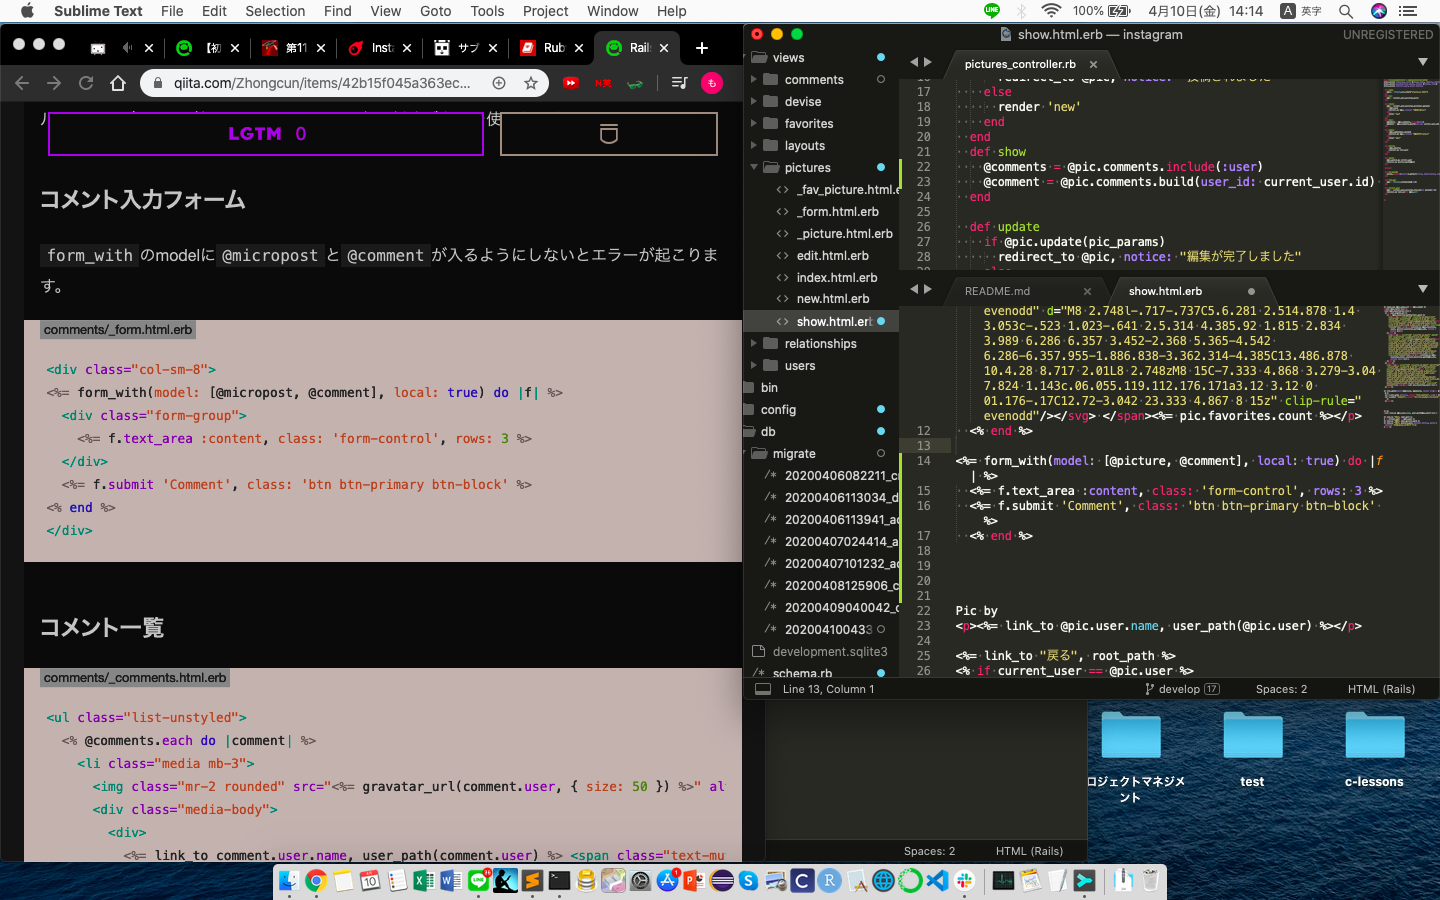 Sublime Text File Edit Selection Find View Goto Tools Project Window Help
100% 4月10日(金) 14:14 A 英字
【初
第11
Insta
サブ
Rub
Rail
qiita.com/Zhongcun/items/42b15f045a363ec...
N英
も
使
LGTM 0
コメント入力フォーム
form_with のmodelに @micropost と @comment が入るようにしないとエラーが起こりま
す。
comments/_form.html.erb
<div class="col-sm-8">
<%= form_with(model: [@micropost, @comment], local: true) do |f| %>
<div class="form-group">
<%= f.text_area :content, class: 'form-control', rows: 3 %>
</div>
<%= f.submit 'Comment', class: 'btn btn-primary btn-block' %>
<% end %>
</div>
コメント一覧
comments/_comments.html.erb
<ul class="list-unstyled">
<% @comments.each do |comment| %>
<li class="media mb-3">
<img class="mr-2 rounded" src="<%= gravatar_url(comment.user, { size: 50 }) %>" al
<div class="media-body">
<div>
<%= link_to comment.user.name, user_path(comment.user) %> <span class="text-mu
show.html.erb — instagram
UNREGISTERED
views
comments
devise
favorites
layouts
pictures
_fav_picture.html.e
_form.html.erb
_picture.html.erb
edit.html.erb
index.html.erb
new.html.erb
show.html.erb
relationships
users
bin
config
db
migrate
/* 20200406082211_c
/* 20200406113034_d
/* 20200406113941_a
/* 20200407024414_a
/* 20200407101232_a
/* 20200408125906_c
/* 20200409040042_
/* 202004100433
development.sqlite3
/* schema.rb
pictures_controller.rb ×
16 redirect_to @pic, notice: "投稿されました"
17 else
18 render 'new'
19 end
20 end
21 def show
22 @comments = @pic.comments.include(:user)
23 @comment = @pic.comments.build(user_id: current_user.id)
24 end
25
26 def update
27 if @pic.update(pic_params)
28 redirect_to @pic, notice: "編集が完了しました"
README.md × show.html.erb
evenodd" d="M8 2.748l-.717-.737C5.6.281 2.514.878 1.4
3.053c-.523 1.023-.641 2.5.314 4.385.92 1.815 2.834
3.989 6.286 6.357 3.452-2.368 5.365-4.542
6.286-6.357.955-1.886.838-3.362.314-4.385C13.486.878
10.4.28 8.717 2.01L8 2.748zM8 15C-7.333 4.868 3.279-3.04
7.824 1.143c.06.055.119.112.176.171a3.12 3.12 0
01.176-.17C12.72-3.042 23.333 4.867 8 15z" clip-rule="
evenodd"/></svg> </span><%= pic.favorites.count %></p>
12 <% end %>
13
14 <%= form_with(model: [@picture, @comment], local: true) do |f
| %>
15 <%= f.text_area :content, class: 'form-control', rows: 3 %>
16 <%= f.submit 'Comment', class: 'btn btn-primary btn-block'
%>
17 <% end %>
18
19
20
21
22 Pic by
23 <p><%= link_to @pic.user.name, user_path(@pic.user) %></p>
24
25 <%= link_to "戻る", root_path %>
26 <% if current_user == @pic.user %>
Line 13, Column 1 develop 17 Spaces: 2 HTML (Rails)
ロジェクトマネジメ
ント
test
c-lessons
Spaces: 2 HTML (Rails)